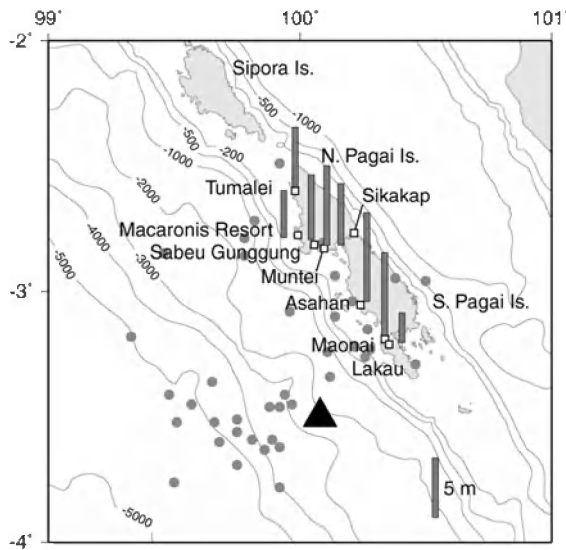 99° 100° 101°
-2°
Sipora Is.
-500
-1000
-500
-200
-1000
N. Pagai Is.
Tumalei
Sikakap
-2000
Macaronis Resort
-4000
-3000
Sabeu Gunggung
-5000
Muntei
-3°
Asahan
S. Pagai Is.
Maonai
Lakau
5 m
-5000
-4°